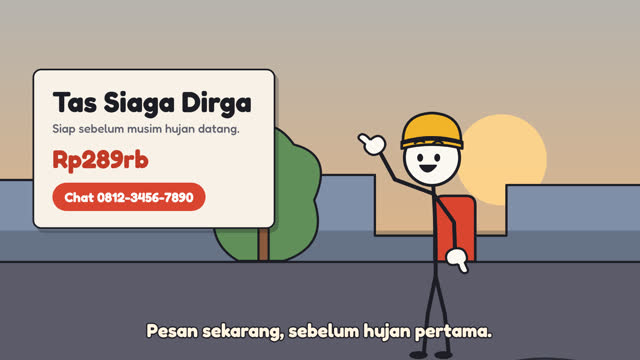 Tas Siaga Dirga
Siap sebelum musim hujan datang.
Rp289rb
Chat 0812-3456-7890
Pesan sekarang, sebelum hujan pertama.